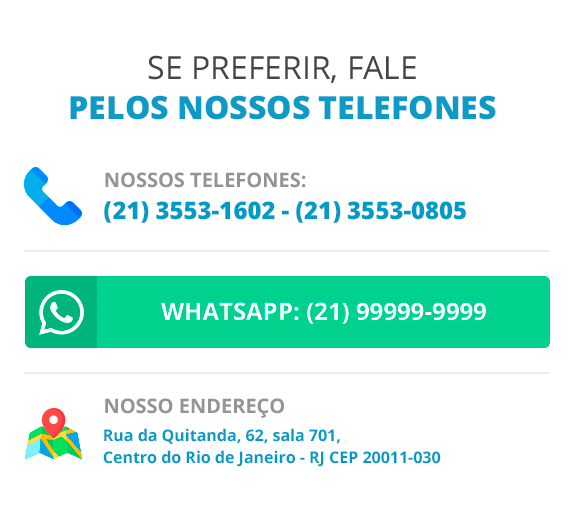 SE PREFERIR, FALE
PELOS NOSSOS TELEFONES
NOSSOS TELEFONES:
(21) 3553-1602 - (21) 3553-0805
WHATSAPP: (21) 99999-9999
NOSSO ENDEREÇO
Rua da Quitanda, 62, sala 701,
Centro do Rio de Janeiro - RJ CEP 20011-030